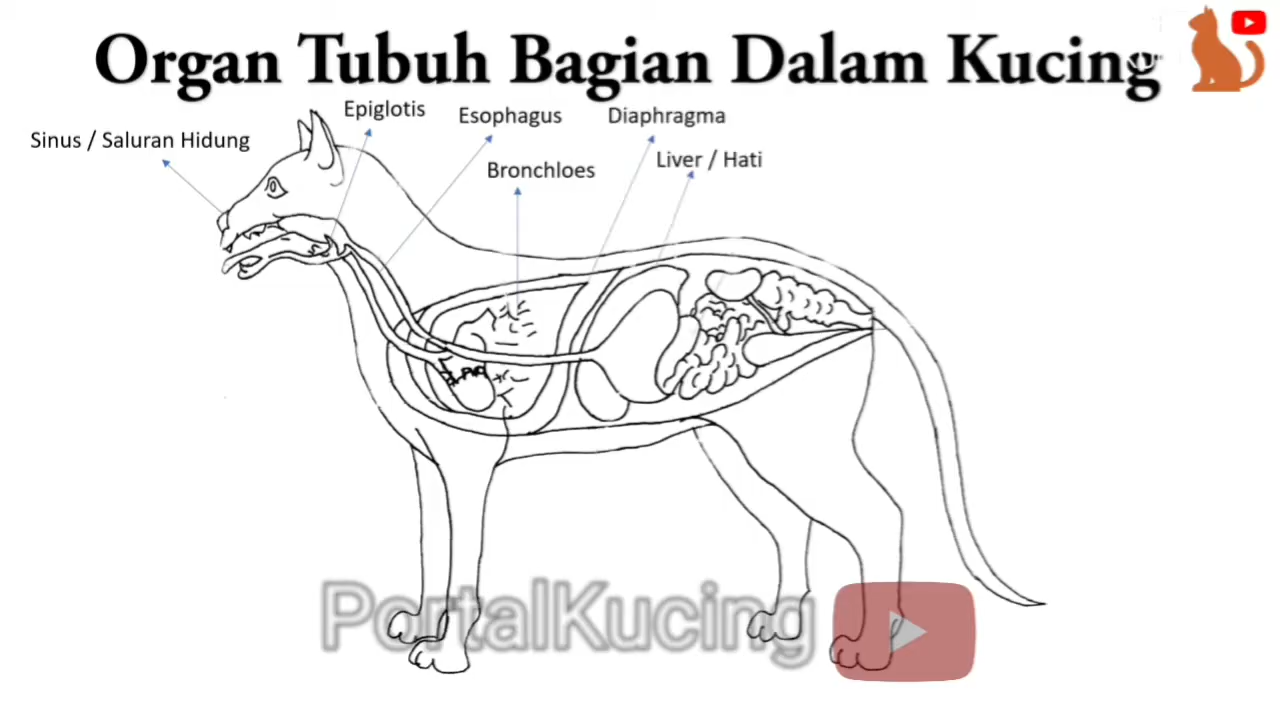 Organ Tubuh Bagian Dalam Kucing
Epiglotis
Esophagus
Diaphragma
Sinus / Saluran Hidung
Liver / Hati
Bronchloes
PortalKucing